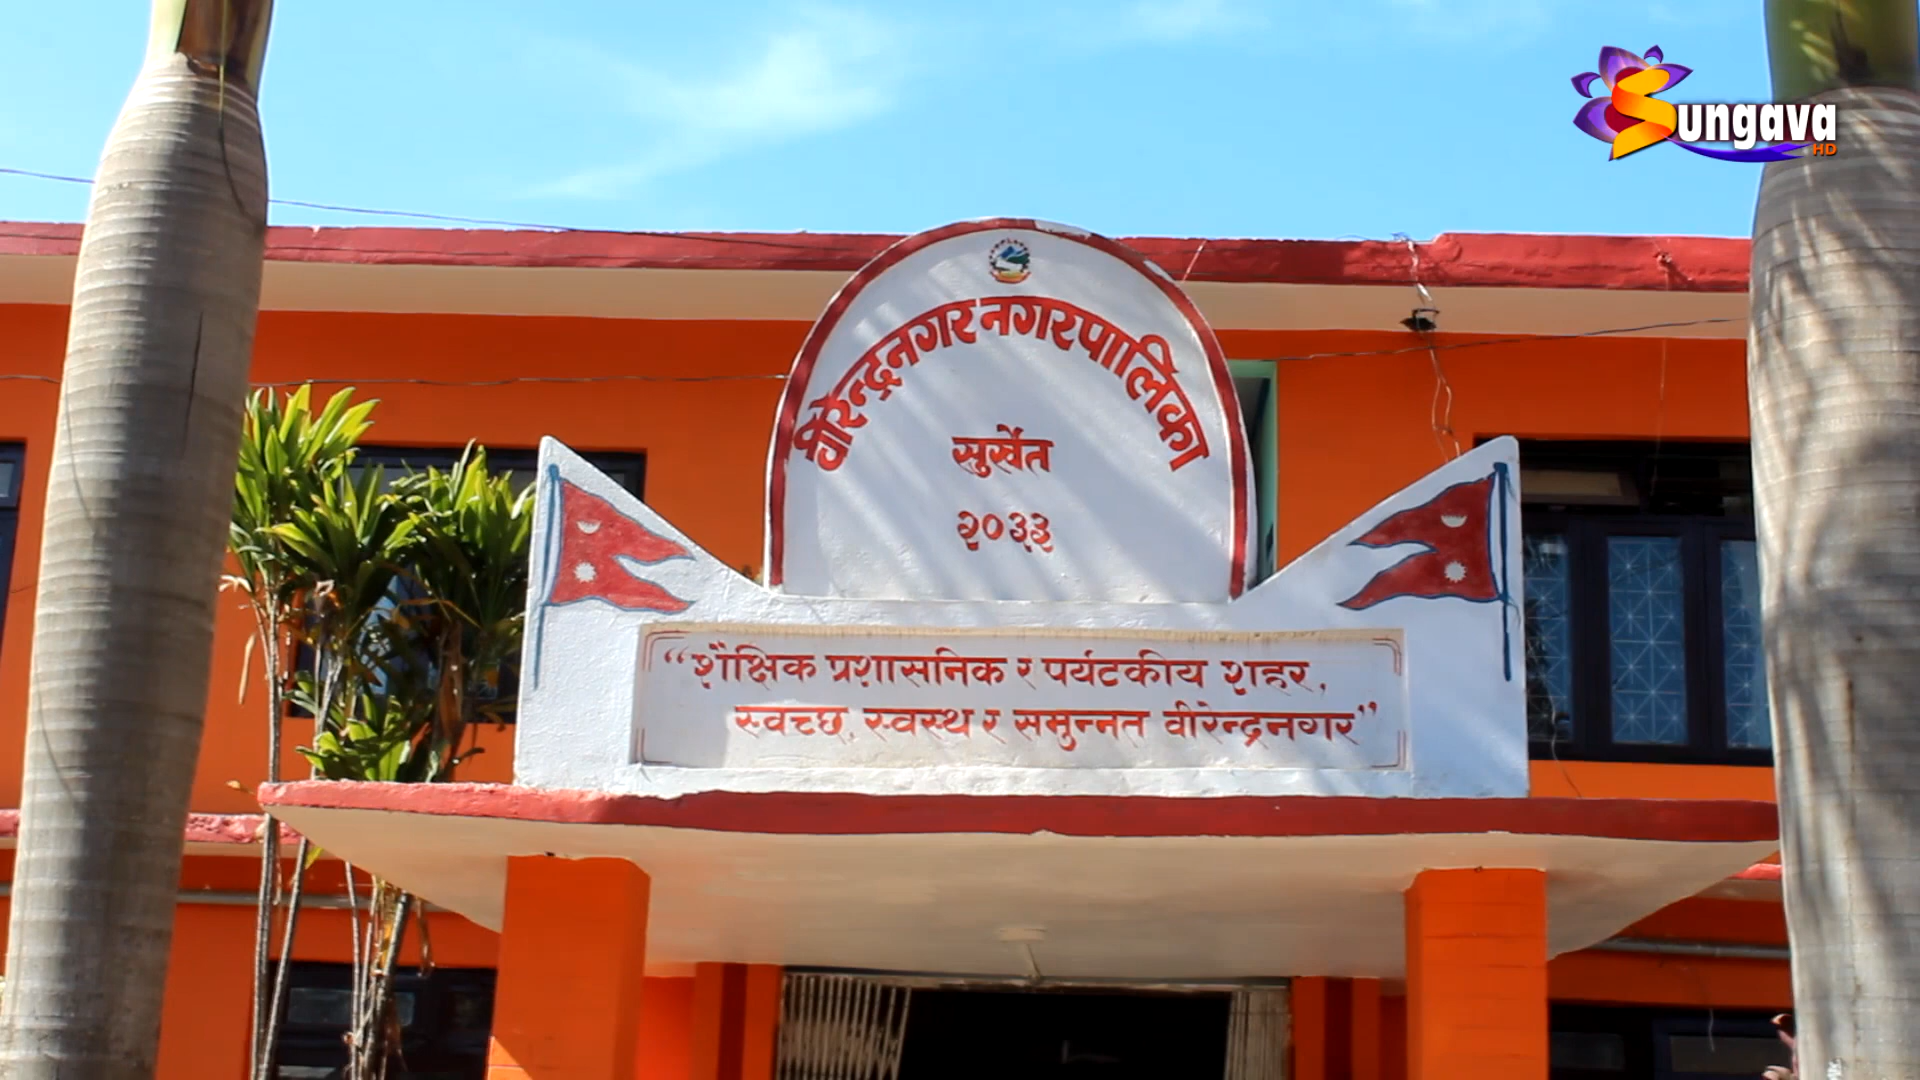 Sungava
HD
वीरेन्द्रनगर नगरपालिका
सुर्खेत
२०३३
“शैक्षिक प्रशासनिक र पर्यटकीय शहर,
स्वच्छ, स्वस्थ र समुन्नत वीरेन्द्रनगर”